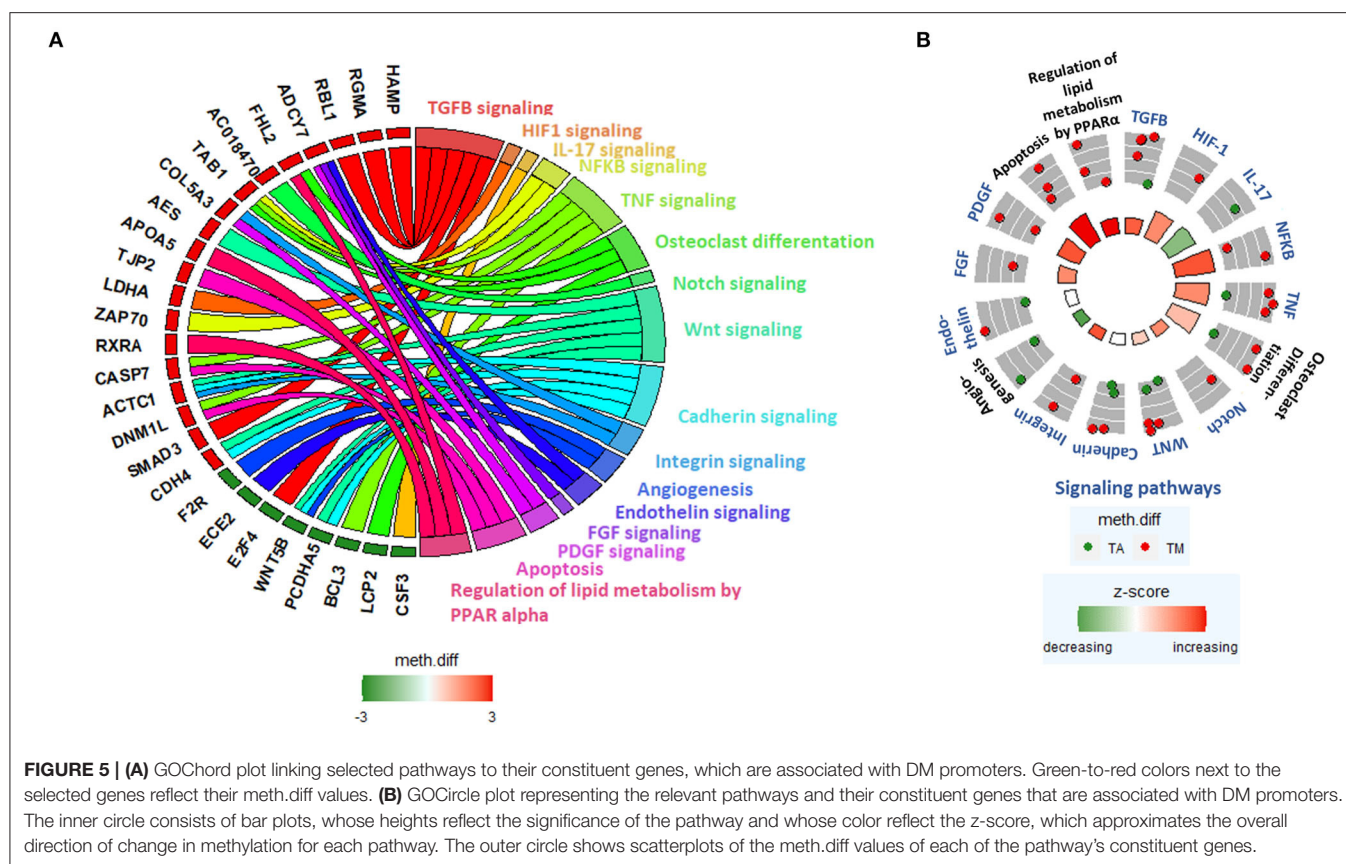 A
HAMP
RGMA
RBL1
ADCY7
FHL2
AC018470
TAB1
COL5A3
AES
APOA5
TJP2
LDHA
ZAP70
RXRA
CASP7
ACTC1
DNM1L
SMAD3
CDH4
F2R
ECE2
E2F4
WNT5B
PCDHA5
BCL3
LCP2
CSF3
TGFB signaling
HIF1 signaling
IL-17 signaling
NFKB signaling
TNF signaling
Osteoclast differentation
Notch signaling
Wnt signaling
Cadherin signaling
Integrin signaling
Angiogenesis
Endothelin signaling
FGF signaling
PDGF signaling
Apoptosis
Regulation of lipid metabolism by
PPAR alpha
meth.diff
-3 3
B
Regulation of
lipid
metabolism
by PPARα
TGFB
HIF-1
IL-17
NFKB
TNF
Osteoclast
Differen-
tiation
Notch
WNT
Cadherin
Integrin
Angio-
genesis
Endo-
thelin
FGF
PDGF
Apoptosis
Signaling pathways
meth.diff
TA TM
z-score
decreasing increasing
FIGURE 5 | (A) GOChord plot linking selected pathways to their constituent genes, which are associated with DM promoters. Green-to-red colors next to the
selected genes reflect their meth.diff values. (B) GOCircle plot representing the relevant pathways and their constituent genes that are associated with DM promoters.
The inner circle consists of bar plots, whose heights reflect the significance of the pathway and whose color reflect the z-score, which approximates the overall
direction of change in methylation for each pathway. The outer circle shows scatterplots of the meth.diff values of each of the pathway's constituent genes.